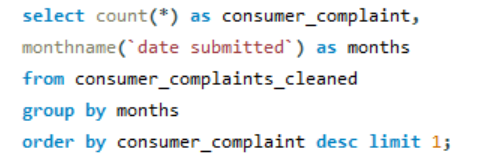 select count(*) as consumer_complaint,
monthname(`date submitted`) as months
from consumer_complaints_cleaned
group by months
order by consumer_complaint desc limit 1;